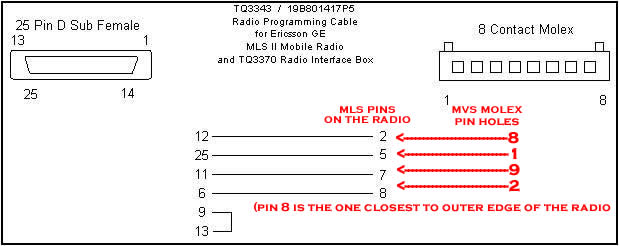 TQ3343 / 19B801417P5
Radio Programming Cable
for Ericsson GE
MLS II Mobile Radio
and TQ3370 Radio Interface Box
25 Pin D Sub Female
13 1
25 14
8 Contact Molex
1 8
MLS PINS
ON THE RADIO
MVS MOLEX
PIN HOLES
12 2 8
25 5 1
11 7 9
6 8 2
9
13
(PIN 8 IS THE ONE CLOSEST TO OUTER EDGE OF THE RADIO